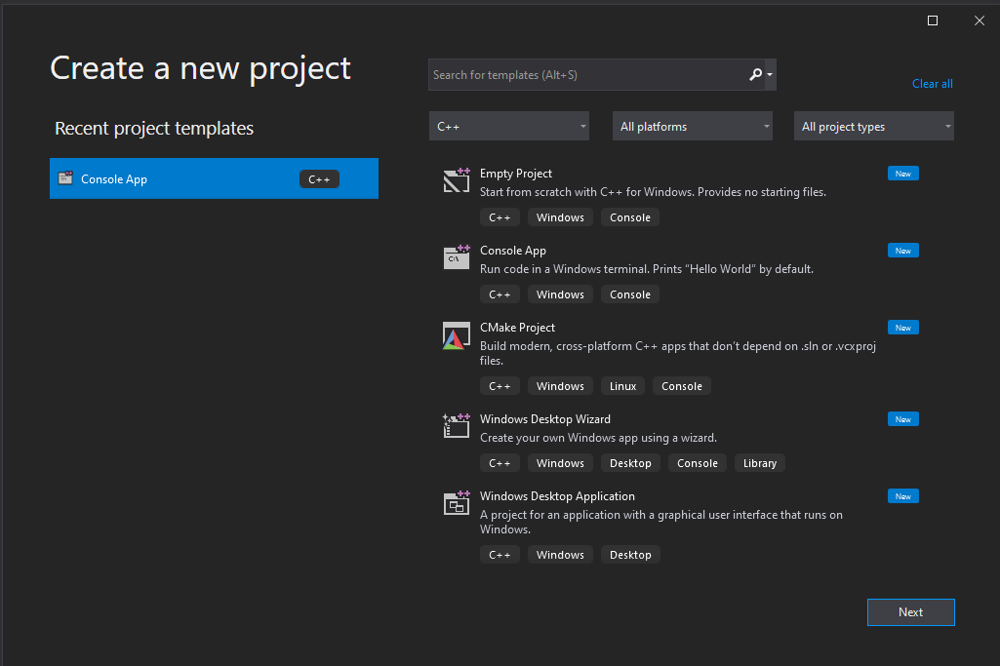 Create a new project
Search for templates (Alt+S)
Clear all
Recent project templates
C++
All platforms
All project types
Console App
C++
Empty Project
New
Start from scratch with C++ for Windows. Provides no starting files.
C++ Windows Console
Console App
New
C:\
Run code in a Windows terminal. Prints "Hello World" by default.
C++ Windows Console
CMake Project
New
Build modern, cross-platform C++ apps that don't depend on .sln or .vcxproj
files.
C++ Windows Linux Console
Windows Desktop Wizard
New
Create your own Windows app using a wizard.
C++ Windows Desktop Console Library
Windows Desktop Application
New
A project for an application with a graphical user interface that runs on
Windows.
C++ Windows Desktop
Next